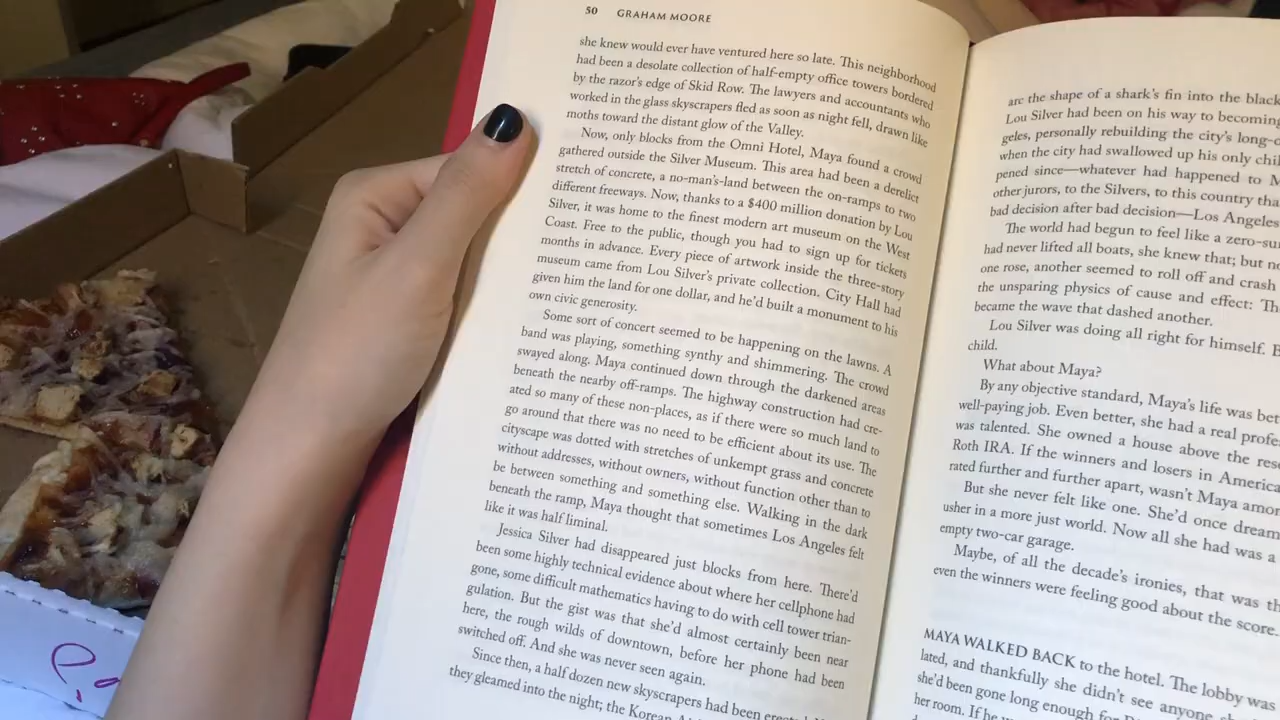 50 GRAHAM MOORE
she knew would ever have ventured here so late. This neighborhood
had been a desolate collection of half-empty office towers bordered
by the razor's edge of Skid Row. The lawyers and accountants who
worked in the glass skyscrapers fled as soon as night fell, drawn like
moths toward the distant glow of the Valley.
Now, only blocks from the Omni Hotel, Maya found a crowd
gathered outside the Silver Museum. This area had been a derelict
stretch of concrete, a no-man's-land between the on-ramps to two
different freeways. Now, thanks to a $400 million donation by Lou
Silver, it was home to the finest modern art museum on the West
Coast. Free to the public, though you had to sign up for tickets
months in advance. Every piece of artwork inside the three-story
museum came from Lou Silver's private collection. City Hall had
given him the land for one dollar, and he'd built a monument to his
own civic generosity.
Some sort of concert seemed to be happening on the lawns. A
band was playing, something synthy and shimmering. The crowd
swayed along. Maya continued down through the darkened areas
beneath the nearby off-ramps. The highway construction had cre-
ated so many of these non-places, as if there were so much land to
go around that there was no need to be efficient about its use. The
cityscape was dotted with stretches of unkempt grass and concrete
without addresses, without owners, without function other than to
be between something and something else. Walking in the dark
beneath the ramp, Maya thought that sometimes Los Angeles felt
like it was half liminal.
Jessica Silver had disappeared just blocks from here. There'd
been some highly technical evidence about where her cellphone had
gone, some difficult mathematics having to do with cell tower trian-
gulation. But the gist was that she'd almost certainly been near
here, the rough wilds of downtown, before her phone had been
switched off. And she was never seen again.
Since then, a half dozen new skyscrapers had been
they gleamed into the night; the Korean
are the shape of a shark's fin into the black
Lou Silver had been on his way to becoming
geles, personally rebuilding the city's long-
when the city had swallowed up his only chil
pened since—whatever had happened to M
other jurors, to the Silvers, to this country tha
bad decision after bad decision—Los Angeles
The world had begun to feel like a zero-su
had never lifted all boats, she knew that; but no
one rose, another seemed to roll off and crash
the unsparing physics of cause and effect: Th
became the wave that dashed another.
Lou Silver was doing all right for himself. E
child.
What about Maya?
By any objective standard, Maya's life was bet
well-paying job. Even better, she had a real profe
was talented. She owned a house above the res
Roth IRA. If the winners and losers in America
rated further and further apart, wasn't Maya amon
But she never felt like one. She'd once dream
usher in a more just world. Now all she had was a
empty two-car garage.
Maybe, of all the decade's ironies, that was th
even the winners were feeling good about the score.
MAYA WALKED BACK to the hotel. The lobby was
lated, and thankfully she didn't see anyone she
she'd been gone long enough for
her room. If he w